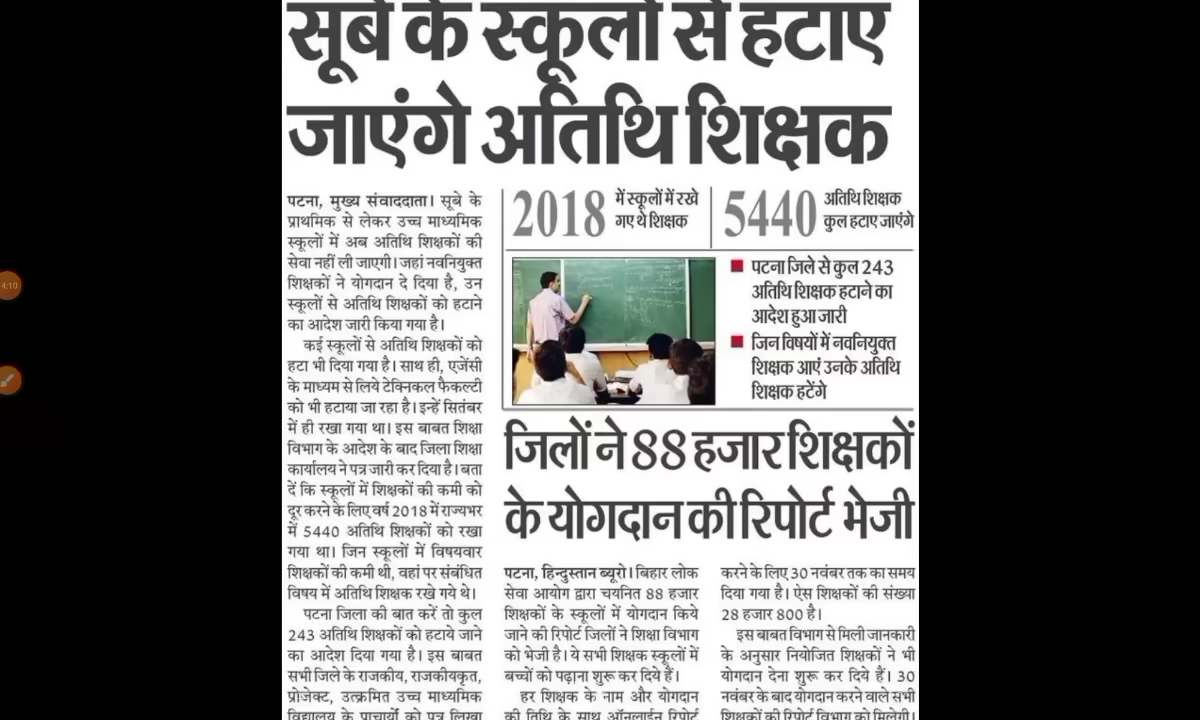 सूबे के स्कूलों से हटाए
जाएंगे अतिथि शिक्षक
पटना, मुख्य संवाददाता। सूबे के
प्राथमिक से लेकर उच्च माध्यमिक
स्कूलों में अब अतिथि शिक्षकों की
सेवा नहीं ली जाएगी। जहां नवनियुक्त
शिक्षकों ने योगदान दे दिया है, उन
स्कूलों से अतिथि शिक्षकों को हटाने
का आदेश जारी किया गया है।
कई स्कूलों से अतिथि शिक्षकों को
हटा भी दिया गया है। साथ ही, एजेंसी
के माध्यम से लिये टेक्निकल फैकल्टी
को भी हटाया जा रहा है। इन्हें सितंबर
में ही रखा गया था। इस बाबत शिक्षा
विभाग के आदेश के बाद जिला शिक्षा
कार्यालय ने पत्र जारी कर दिया है। बता
दें कि स्कूलों में शिक्षकों की कमी को
दूर करने के लिए वर्ष 2018 में राज्यभर
में 5440 अतिथि शिक्षकों को रखा
गया था। जिन स्कूलों में विषयवार
शिक्षकों की कमी थी, वहां पर संबंधित
विषय में अतिथि शिक्षक रखे गये थे।
पटना जिला की बात करें तो कुल
243 अतिथि शिक्षकों को हटाये जाने
का आदेश दिया गया है। इस बाबत
सभी जिले के राजकीय, राजकीयकृत,
प्रोजेक्ट, उत्क्रमित उच्च माध्यमिक
विद्यालय के प्राचार्यों को पत्र लिखा
2018 में स्कूलों में रखे
गए थे शिक्षक
5440 अतिथि शिक्षक
कुल हटाए जाएंगे
पटना जिले से कुल 243
अतिथि शिक्षक हटाने का
आदेश हुआ जारी
जिन विषयों में नवनियुक्त
शिक्षक आएं उनके अतिथि
शिक्षक हटेंगे
जिलों ने 88 हजार शिक्षकों
के योगदान की रिपोर्ट भेजी
पटना, हिन्दुस्तान ब्यूरो। बिहार लोक
सेवा आयोग द्वारा चयनित 88 हजार
शिक्षकों के स्कूलों में योगदान किये
जाने की रिपोर्ट जिलों ने शिक्षा विभाग
को भेजी है। ये सभी शिक्षक स्कूलों में
बच्चों को पढ़ाना शुरू कर दिये हैं।
हर शिक्षक के नाम और योगदान
की तिथि के साथ ऑनलाईन रिपोर्ट
करने के लिए 30 नवंबर तक का समय
दिया गया है। ऐस शिक्षकों की संख्या
28 हजार 800 है।
इस बाबत विभाग से मिली जानकारी
के अनुसार नियोजित शिक्षकों ने भी
योगदान देना शुरू कर दिये हैं। 30
नवंबर के बाद योगदान करने वाले सभी
शिक्षकों की रिपोर्ट विभाग को मिलेगी।
4:10